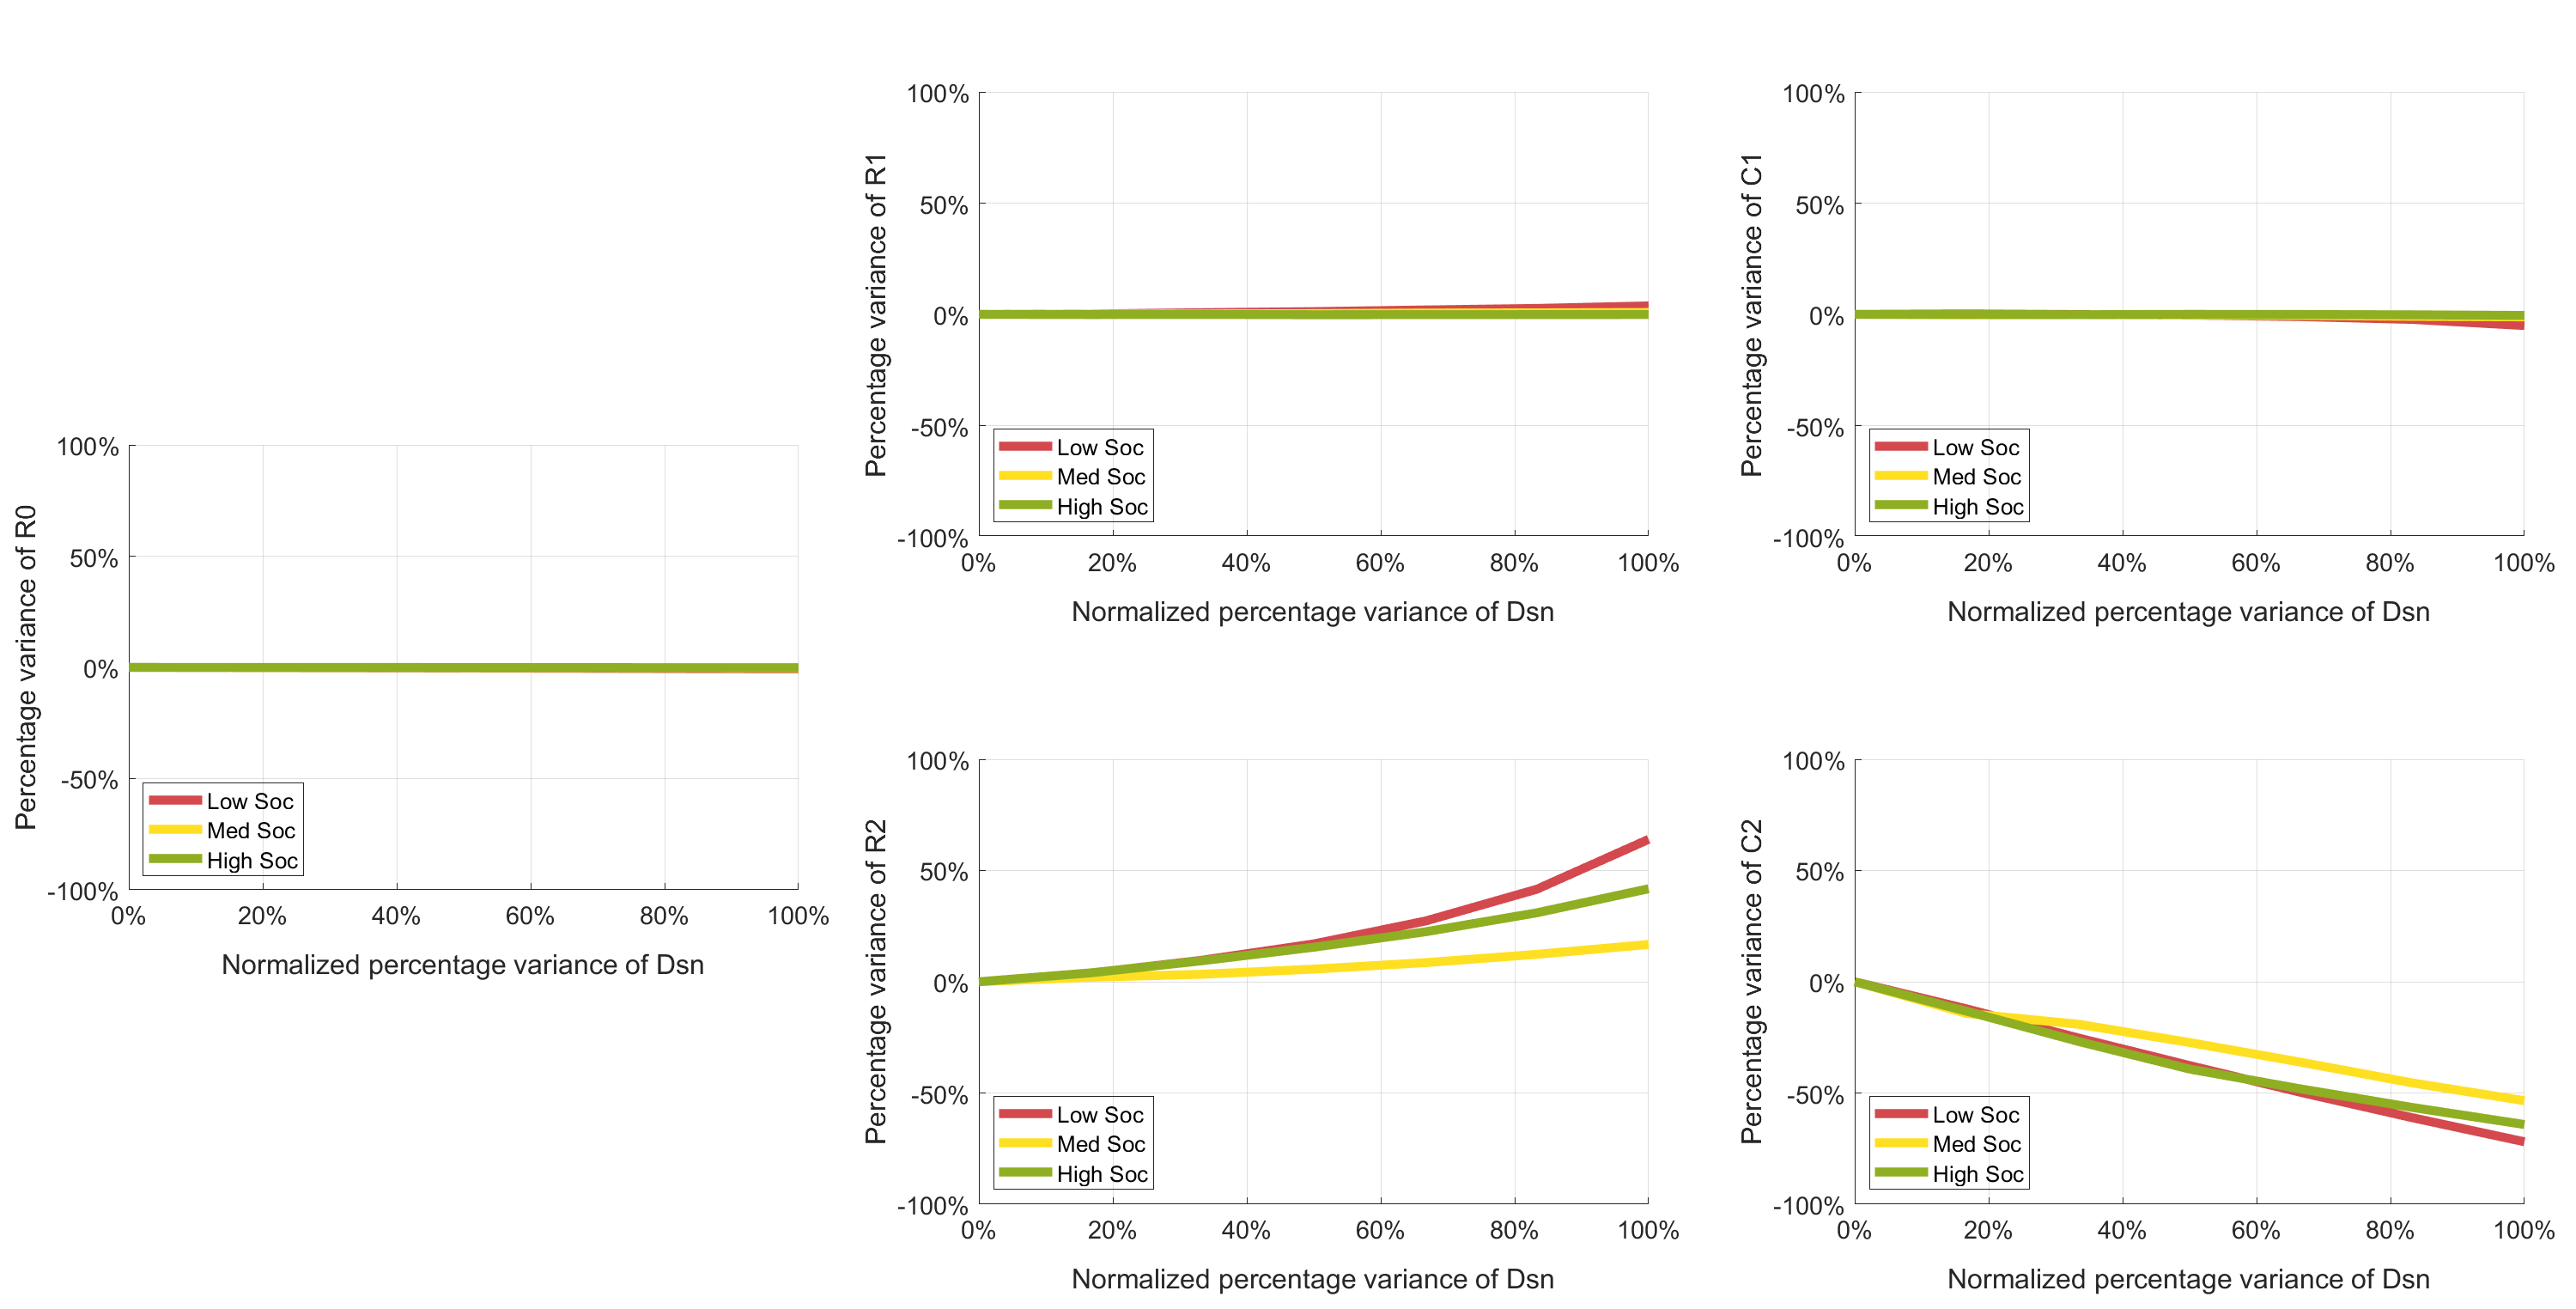 Percentage variance of R0
100%
50%
0%
-50%
-100%
0% 20% 40% 60% 80% 100%
Normalized percentage variance of Dsn
Low Soc
Med Soc
High Soc
Percentage variance of R1
100%
50%
0%
-50%
-100%
0% 20% 40% 60% 80% 100%
Normalized percentage variance of Dsn
Low Soc
Med Soc
High Soc
Percentage variance of C1
100%
50%
0%
-50%
-100%
0% 20% 40% 60% 80% 100%
Normalized percentage variance of Dsn
Low Soc
Med Soc
High Soc
Percentage variance of R2
100%
50%
0%
-50%
-100%
0% 20% 40% 60% 80% 100%
Normalized percentage variance of Dsn
Low Soc
Med Soc
High Soc
Percentage variance of C2
100%
50%
0%
-50%
-100%
0% 20% 40% 60% 80% 100%
Normalized percentage variance of Dsn
Low Soc
Med Soc
High Soc